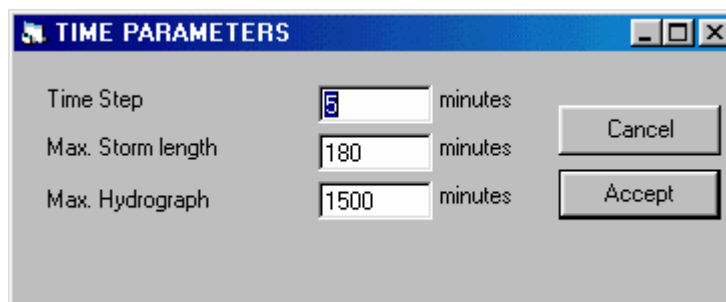 TIME PARAMETERS
Time Step 5 minutes
Max. Storm length 180 minutes
Cancel
Max. Hydrograph 1500 minutes
Accept